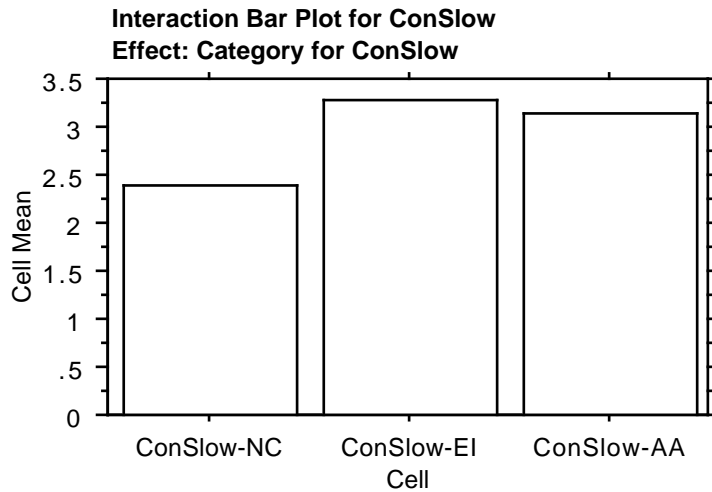 Interaction Bar Plot for ConSlow
Effect: Category for ConSlow
3.5
3
2.5
2
1.5
1
.5
0
Cell Mean
ConSlow-NC
ConSlow-EI
ConSlow-AA
Cell